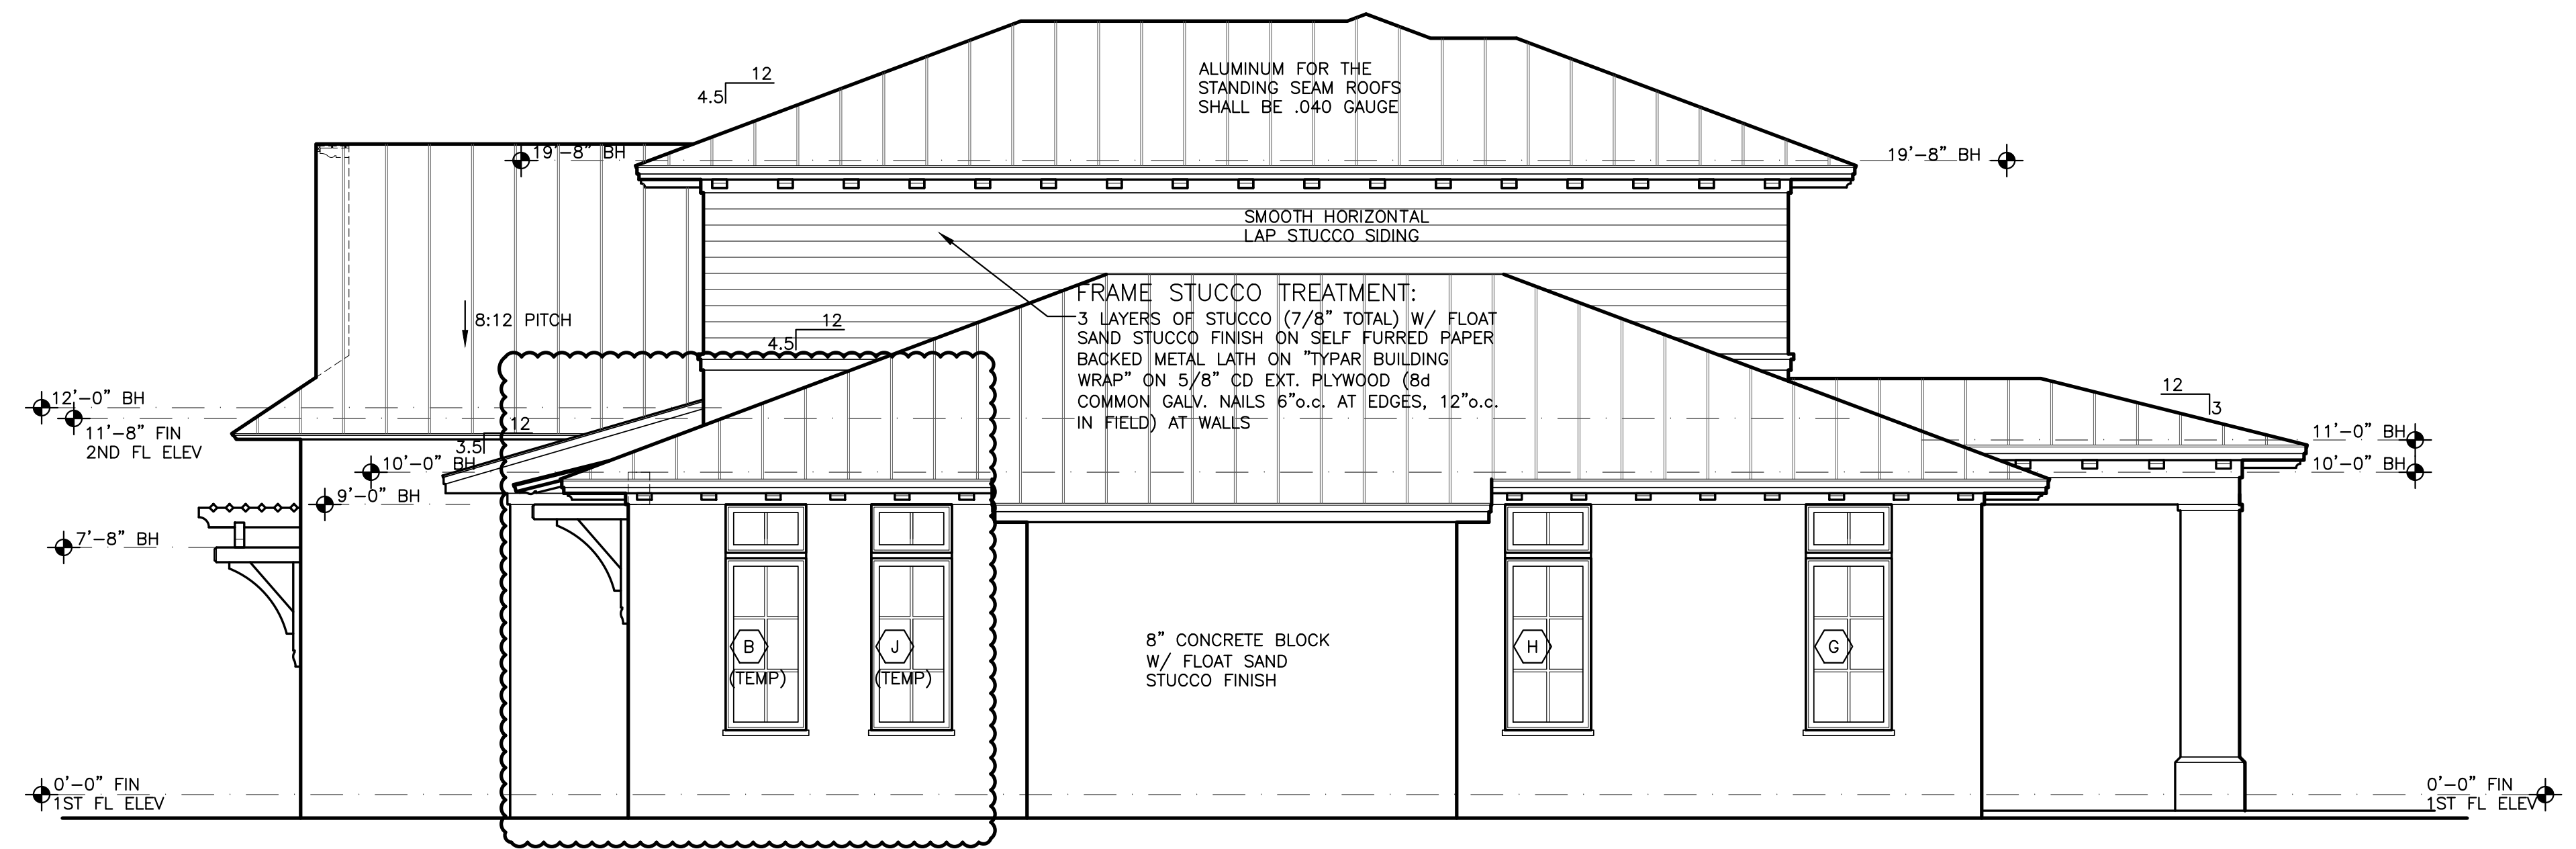 ALUMINUM FOR THE
STANDING SEAM ROOFS
SHALL BE .040 GAUGE
12
4.5
19'-8" BH
19'-8" BH
SMOOTH HORIZONTAL
LAP STUCCO SIDING
FRAME STUCCO TREATMENT:
3 LAYERS OF STUCCO (7/8" TOTAL) W/ FLOAT
SAND STUCCO FINISH ON SELF FURRED PAPER
BACKED METAL LATH ON "TYPAR BUILDING
WRAP" ON 5/8" CD EXT. PLYWOOD (8d
COMMON GALV. NAILS 6"o.c. AT EDGES, 12"o.c.
IN FIELD) AT WALLS
8:12 PITCH
12
4.5
12'-0" BH
11'-8" FIN
2ND FL ELEV
12
3.5
10'-0" BH
9'-0" BH
7'-8" BH
12
3
11'-0" BH
10'-0" BH
B
(TEMP)
J
(TEMP)
8" CONCRETE BLOCK
W/ FLOAT SAND
STUCCO FINISH
H
G
0'-0" FIN
1ST FL ELEV
0'-0" FIN
1ST FL ELEV